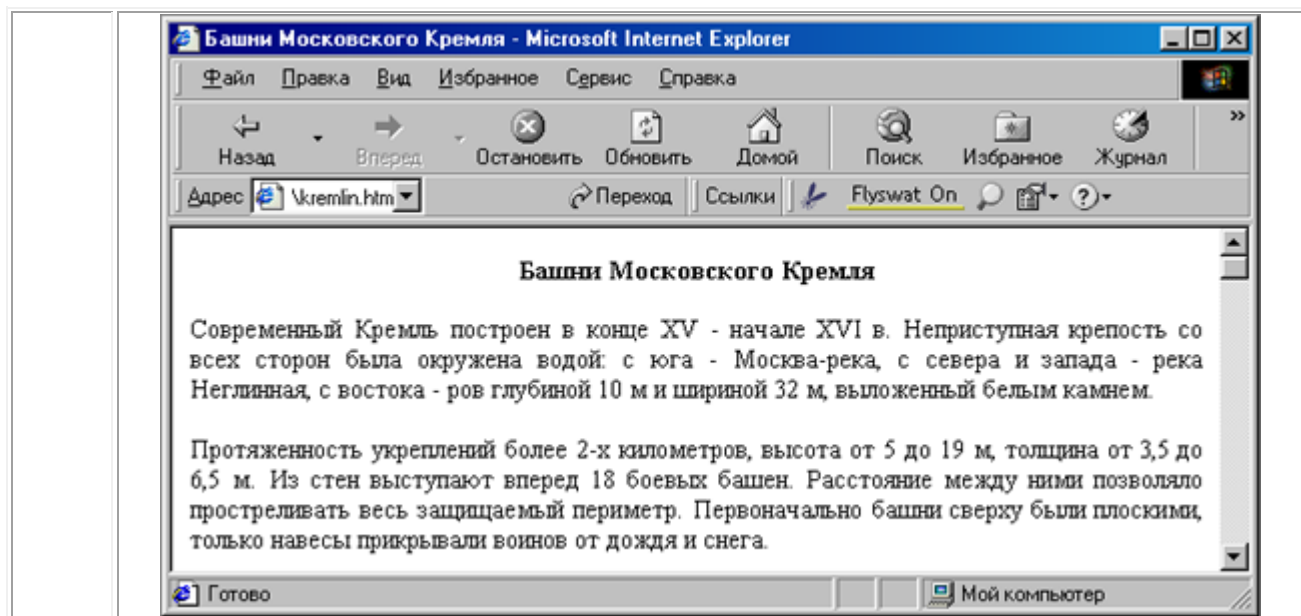 Башни Московского Кремля - Microsoft Internet Explorer
Файл Правка Вид Избранное Сервис Справка
Назад Вперед Остановить Обновить Домой Поиск Избранное Журнал »
Адрес \kremlin.htm Переход Ссылки Flyswat On
Башни Московского Кремля
Современный Кремль построен в конце XV - начале XVI в. Неприступная крепость со
всех сторон была окружена водой: с юга - Москва-река, с севера и запада - река
Неглинная, с востока - ров глубиной 10 м и шириной 32 м, выложенный белым камнем.
Протяженность укреплений более 2-х километров, высота от 5 до 19 м, толщина от 3,5 до
6,5 м. Из стен выступают вперед 18 боевых башен. Расстояние между ними позволяло
простреливать весь защищаемый периметр. Первоначально башни сверху были плоскими,
только навесы прикрывали воинов от дождя и снега.
Готово Мой компьютер